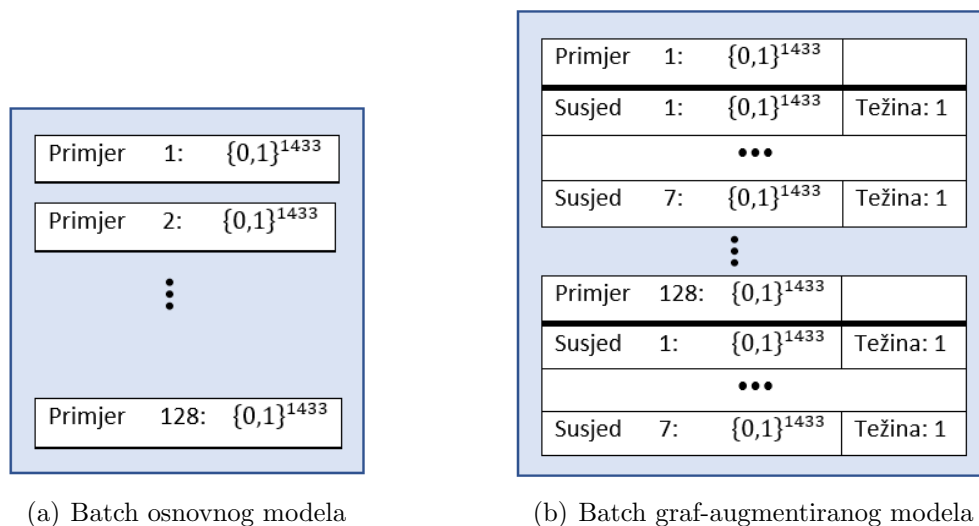 Primjer 1: {0,1}^1433
Primjer 2: {0,1}^1433
Primjer 128: {0,1}^1433
(a) Batch osnovnog modela
Primjer 1: {0,1}^1433
Susjed 1: {0,1}^1433 Težina: 1
•••
Susjed 7: {0,1}^1433 Težina: 1
Primjer 128: {0,1}^1433
Susjed 1: {0,1}^1433 Težina: 1
•••
Susjed 7: {0,1}^1433 Težina: 1
(b) Batch graf-augmentiranog modela